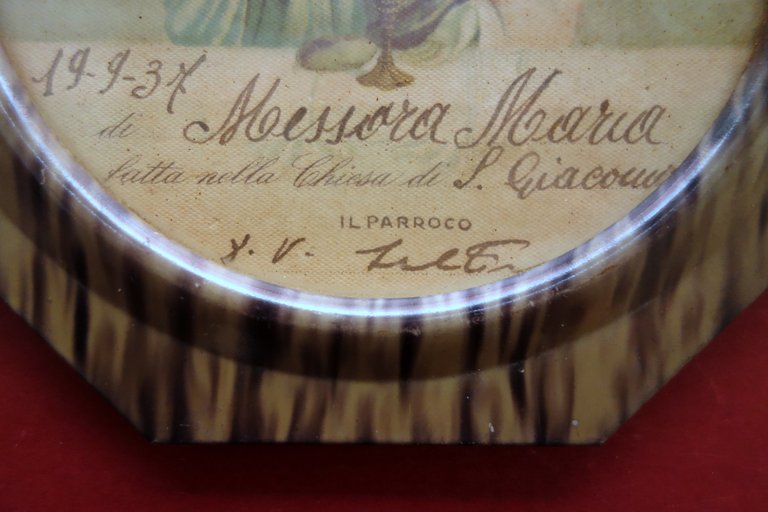 19-9-37
di Messora Maria
fatta nella Chiesa di S. Giacomo
IL PARROCO